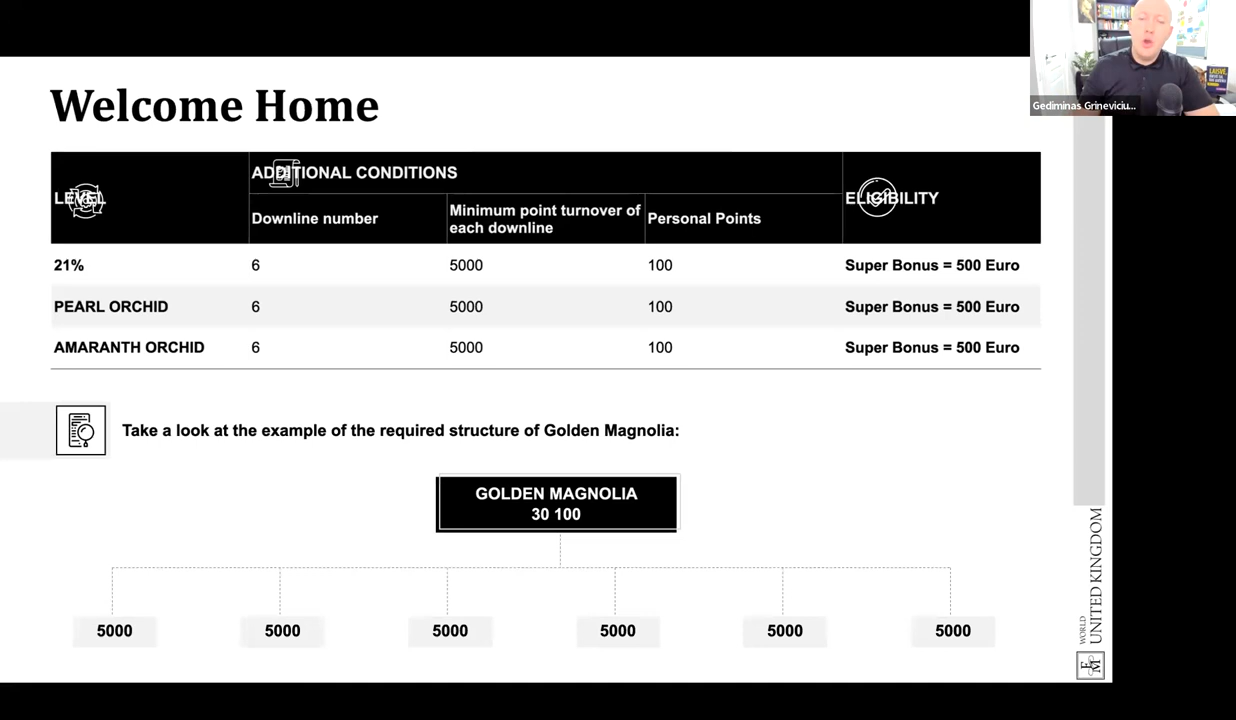 Gediminas Grineviciu...
Welcome Home
LEVEL
ADDITIONAL CONDITIONS
ELIGIBILITY
Downline number
Minimum point turnover of
each downline
Personal Points
21% 6 5000 100 Super Bonus = 500 Euro
PEARL ORCHID 6 5000 100 Super Bonus = 500 Euro
AMARANTH ORCHID 6 5000 100 Super Bonus = 500 Euro
Take a look at the example of the required structure of Golden Magnolia:
GOLDEN MAGNOLIA
30 100
5000 5000 5000 5000 5000 5000
WORLD
UNITED KINGDOM
FM